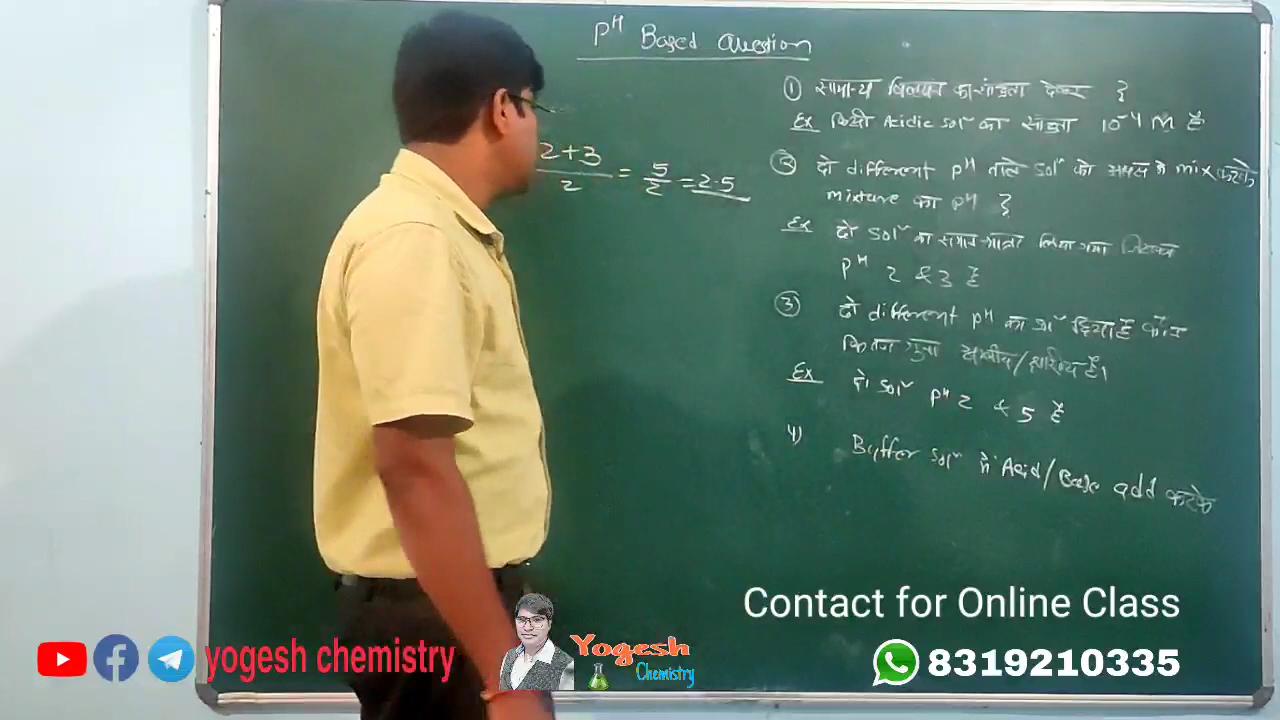 pH Based Question
① सामान्य विलयन का सांद्रता देकर }
Ex किसी Acidic solⁿ का सांद्रता 10⁻⁴ M है
2+3/2 = 5/2 = 2.5
② दो different pH वाले solⁿ को आपस में mix करके
mixture का pH }
Ex दो solⁿ का समान मात्रा लिया गया जिसका
pH 2 & 3 है
③ दो different pH का solⁿ दिया है कौन
कितना गुना अम्लीय/क्षारीय है।
Ex दो solⁿ pH 2 & 5 है
4) Buffer solⁿ में Acid/Base add करके
Contact for Online Class
yogesh chemistry
Yogesh
Chemistry
8319210335